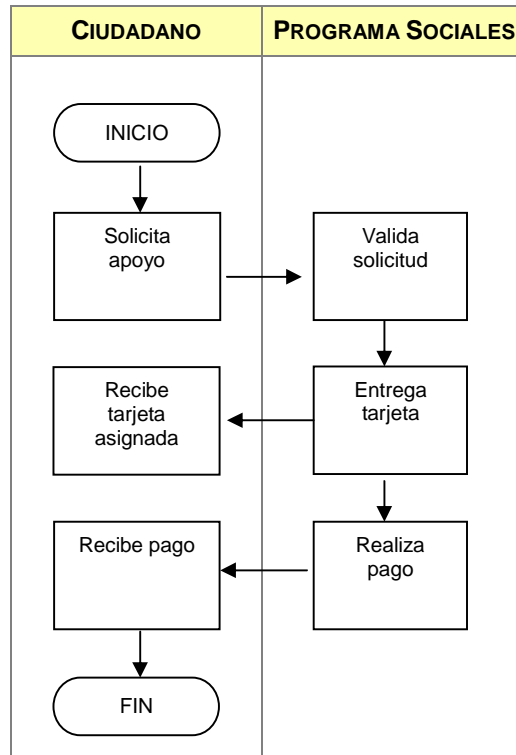 CIUDADANO
PROGRAMA SOCIALES
INICIO
Solicita
apoyo
Valida
solicitud
Recibe
tarjeta
asignada
Entrega
tarjeta
Recibe pago
Realiza
pago
FIN